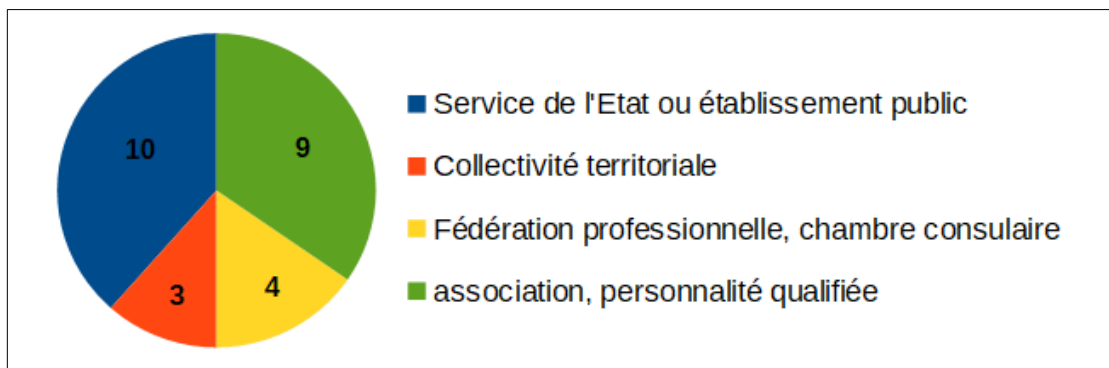 10
9
3
4
Service de l'Etat ou établissement public
Collectivité territoriale
Fédération professionnelle, chambre consulaire
association, personnalité qualifiée